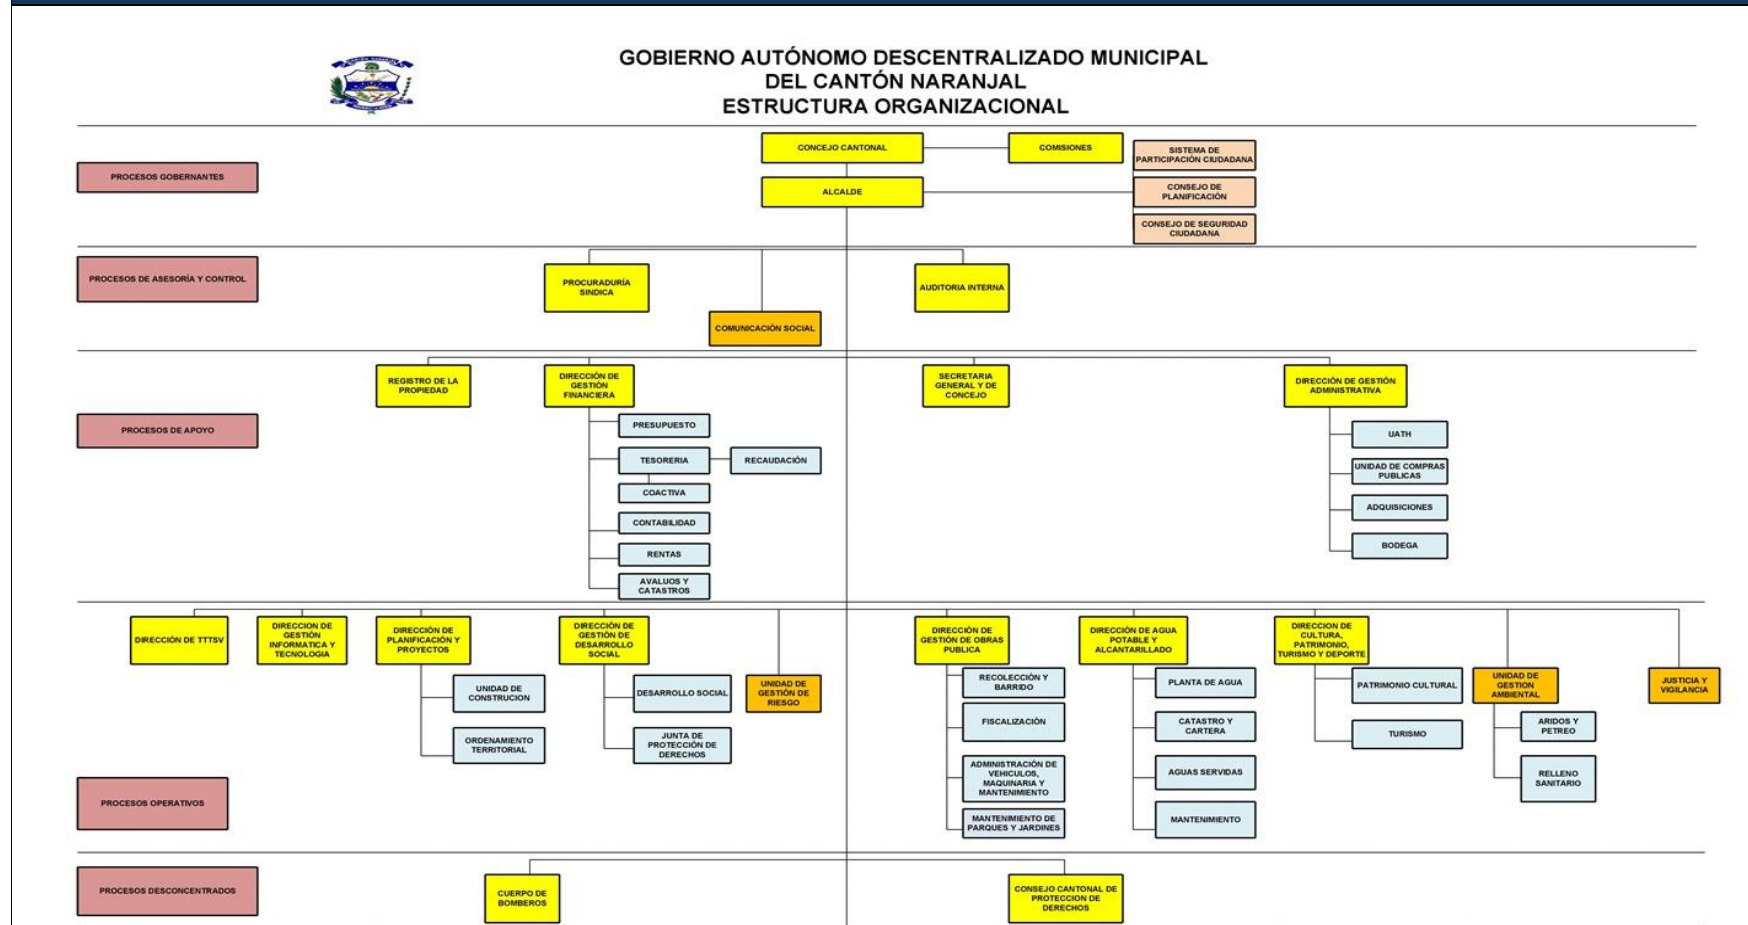 GOBIERNO AUTÓNOMO DESCENTRALIZADO MUNICIPAL
DEL CANTÓN NARANJAL
ESTRUCTURA ORGANIZACIONAL
PROCESOS GOBERNANTES
CONCEJO CANTONAL
COMISIONES
ALCALDE
SISTEMA DE
PARTICIPACIÓN CIUDADANA
CONSEJO DE
PLANIFICACIÓN
CONSEJO DE SEGURIDAD
CIUDADANA
PROCESOS DE ASESORÍA Y CONTROL
PROCURADURÍA
SINDICA
COMUNICACIÓN SOCIAL
AUDITORIA INTERNA
PROCESOS DE APOYO
REGISTRO DE LA
PROPIEDAD
DIRECCIÓN DE
GESTIÓN
FINANCIERA
PRESUPUESTO
TESORERIA
RECAUDACIÓN
COACTIVA
CONTABILIDAD
RENTAS
AVALUOS Y
CATASTROS
SECRETARIA
GENERAL Y DE
CONCEJO
DIRECCIÓN DE GESTIÓN
ADMINISTRATIVA
UATH
UNIDAD DE COMPRAS
PUBLICAS
ADQUISICIONES
BODEGA
PROCESOS OPERATIVOS
DIRECCIÓN DE TTTSV
DIRECCION DE
GESTIÓN
INFORMATICA Y
TECNOLOGIA
DIRECCIÓN DE
PLANIFICACIÓN Y
PROYECTOS
UNIDAD DE
CONSTRUCION
ORDENAMIENTO
TERRITORIAL
DIRECCIÓN DE
GESTIÓN DE
DESARROLLO
SOCIAL
DESARROLLO SOCIAL
JUNTA DE
PROTECCIÓN DE
DERECHOS
UNIDAD DE
GESTIÓN DE
RIESGO
DIRECCIÓN DE
GESTIÓN DE OBRAS
PUBLICA
RECOLECCIÓN Y
BARRIDO
FISCALIZACIÓN
ADMINISTRACIÓN DE
VEHICULOS,
MAQUINARIA Y
MANTENIMIENTO
MANTENIMIENTO DE
PARQUES Y JARDINES
DIRECCIÓN DE AGUA
POTABLE Y
ALCANTARILLADO
PLANTA DE AGUA
CATASTRO Y
CARTERA
AGUAS SERVIDAS
MANTENIMIENTO
DIRECCION DE
CULTURA,
PATRIMONIO,
TURISMO Y DEPORTE
PATRIMONIO CULTURAL
TURISMO
UNIDAD DE
GESTION
AMBIENTAL
ARIDOS Y
PETREO
RELLENO
SANITARIO
JUSTICIA Y
VIGILANCIA
PROCESOS DESCONCENTRADOS
CUERPO DE
BOMBEROS
CONSEJO CANTONAL DE
PROTECCION DE
DERECHOS